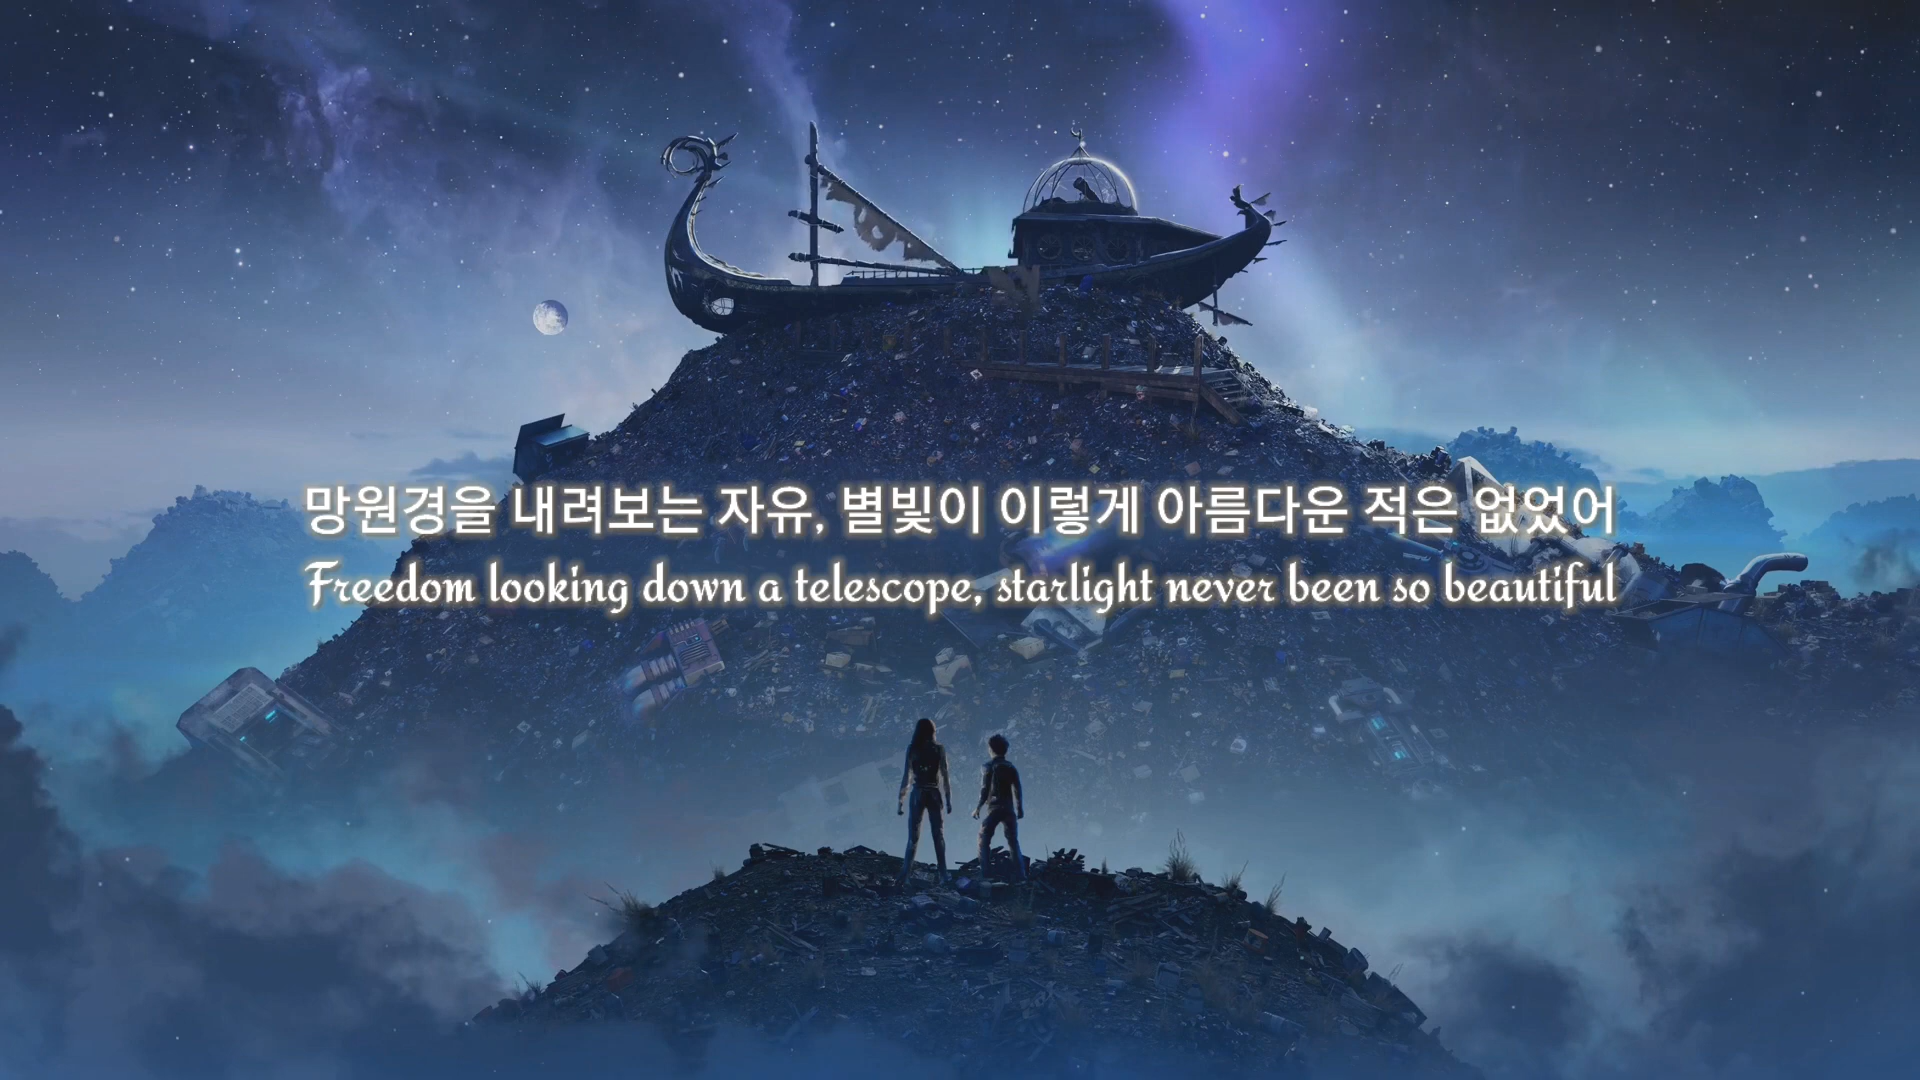 망원경을 내려보는 자유, 별빛이 이렇게 아름다운 적은 없었어
Freedom looking down a telescope, starlight never been so beautiful